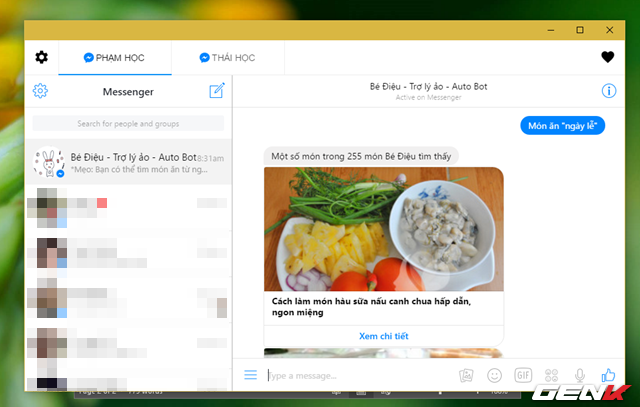 PHẠM HỌC
THÁI HỌC
Messenger
Search for people and groups
Bé Điệu - Trợ lý ảo - Auto Bot 8:31am
*Mẹo: Bạn có thể tìm món ăn từ ng...
Bé Điệu - Trợ lý ảo - Auto Bot
Active on Messenger
Món ăn "ngày lễ"
Một số món trong 255 món Bé Điệu tìm thấy
Cách làm món hàu sữa nấu canh chua hấp dẫn,
ngon miệng
Xem chi tiết
Type a message...
GIF
GENK